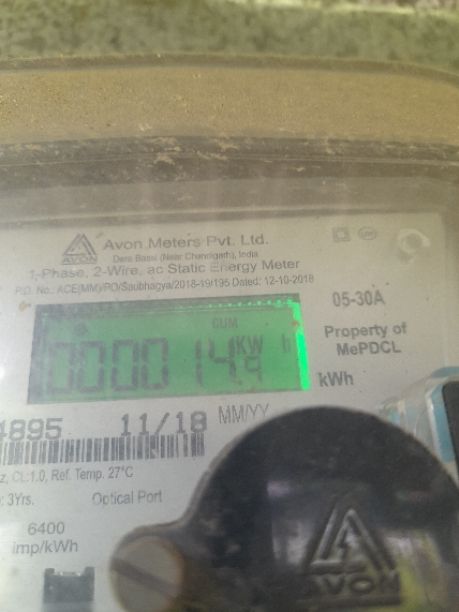 AVON
Avon Meters Pvt. Ltd.
Dera Bassi (Near Chandigarh), India
1-Phase, 2-Wire, ac Static Energy Meter
P.O. No.: ACE(MM)/PO/Saubhagya/2018-19/195 Dated: 12-10-2018
05-30A
Property of
MePDCL
CUM
000014.9 KW h
kWh
4895 11/18 MM/YY
z, CL:1.0, Ref. Temp. 27°C
: 3Yrs. Optical Port
6400
imp/kWh
AVON